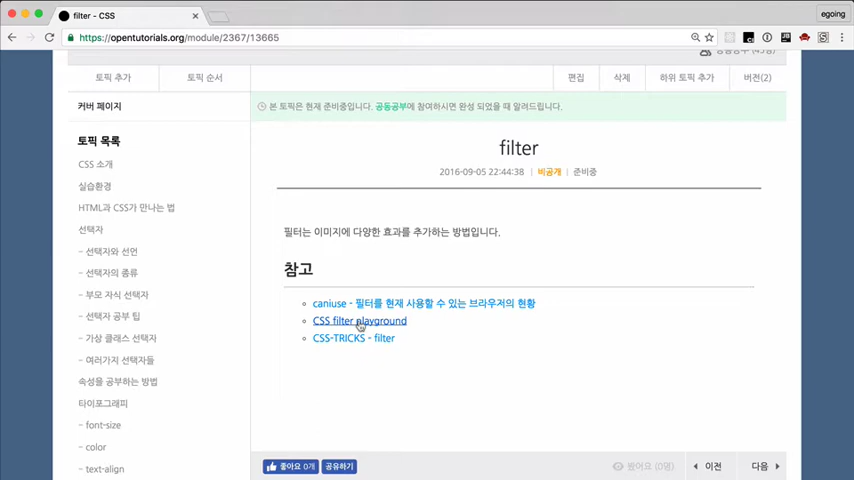 filter - CSS
egoing
https://opentutorials.org/module/2367/13665
토픽 추가
토픽 순서
편집
삭제
하위 토픽 추가
버전(2)
커버 페이지
본 토픽은 현재 준비중입니다. 공동공부에 참여하시면 완성 되었을 때 알려드립니다.
토픽 목록
CSS 소개
실습환경
HTML과 CSS가 만나는 법
선택자
- 선택자와 선언
- 선택자의 종류
- 부모 자식 선택자
- 선택자 공부 팁
- 가상 클래스 선택자
- 여러가지 선택자들
속성을 공부하는 방법
타이포그래피
- font-size
- color
- text-align
filter
2016-09-05 22:44:38 | 비공개 | 준비중
필터는 이미지에 다양한 효과를 추가하는 방법입니다.
참고
caniuse - 필터를 현재 사용할 수 있는 브라우저의 현황
CSS filter playground
CSS-TRICKS - filter
좋아요 0개
공유하기
봤어요 (0명)
이전
다음